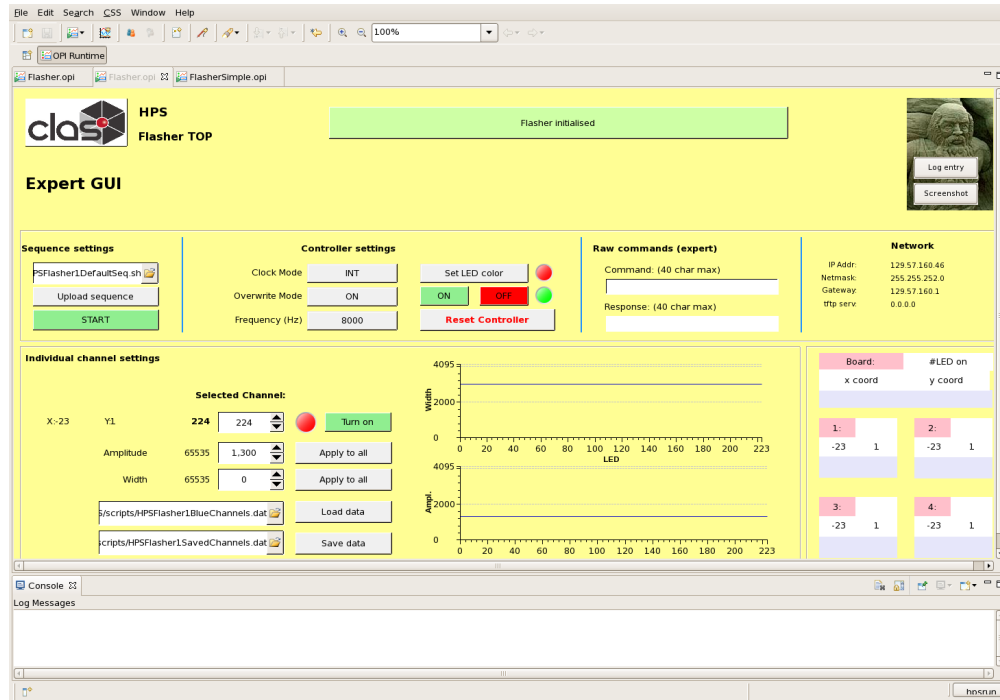 File Edit Search CSS Window Help
100%
OPI Runtime
Flasher.opi Flasher.opi FlasherSimple.opi
clas
HPS
Flasher TOP
Flasher initialised
Log entry
Screenshot
Expert GUI
Sequence settings
PSFlasher1DefaultSeq.sh
Upload sequence
START
Controller settings
Clock Mode INT Set LED color
Overwrite Mode ON ON OFF
Frequency (Hz) 8000 Reset Controller
Raw commands (expert)
Command: (40 char max)
Response: (40 char max)
Network
IP Addr: 129.57.160.46
Netmask: 255.255.252.0
Gateway: 129.57.160.1
tftp serv: 0.0.0.0
Individual channel settings
Selected Channel:
X:-23 Y:1 224 224 Turn on
Amplitude 65535 1,300 Apply to all
Width 65535 0 Apply to all
S/scripts/HPSFlasher1BlueChannels.dat Load data
scripts/HPSFlasher1SavedChannels.dat Save data
4095
2000
0
Width
0 20 40 60 80 100 120 140 160 180 200 223
LED
4095
2000
0
Ampl.
0 20 40 60 80 100 120 140 160 180 200 223
Board: #LED on
x coord y coord
1: 2:
-23 1 -23 1
3: 4:
-23 1 -23 1
Console
Log Messages
hpsrun